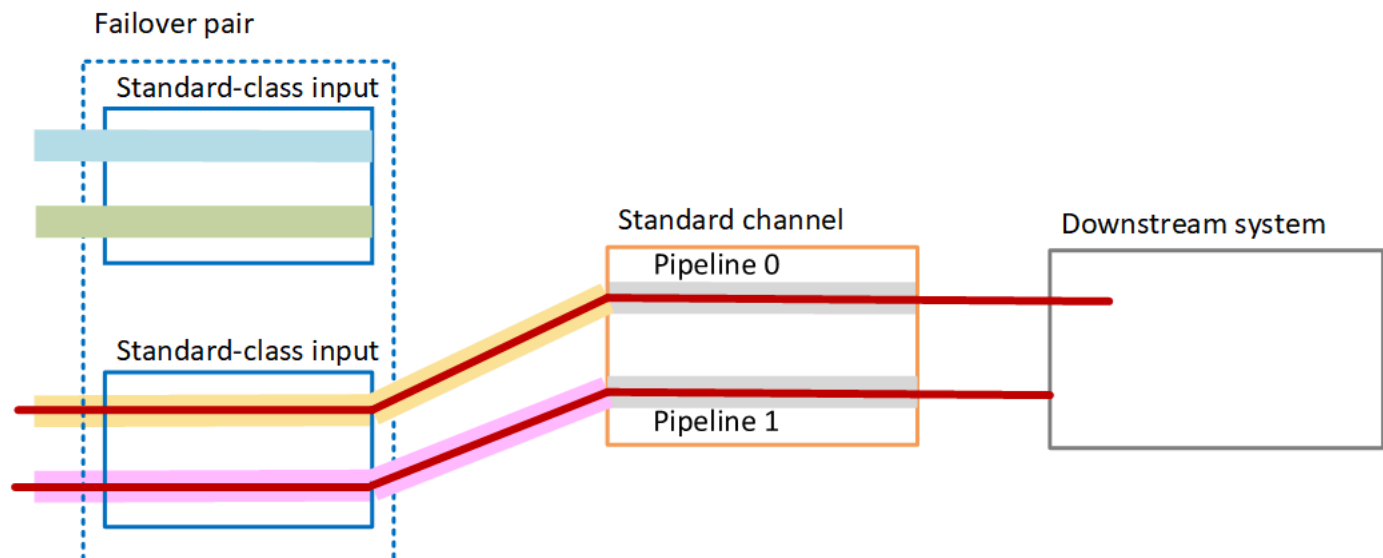 Failover pair
Standard-class input
Standard channel
Downstream system
Pipeline 0
Standard-class input
Pipeline 1